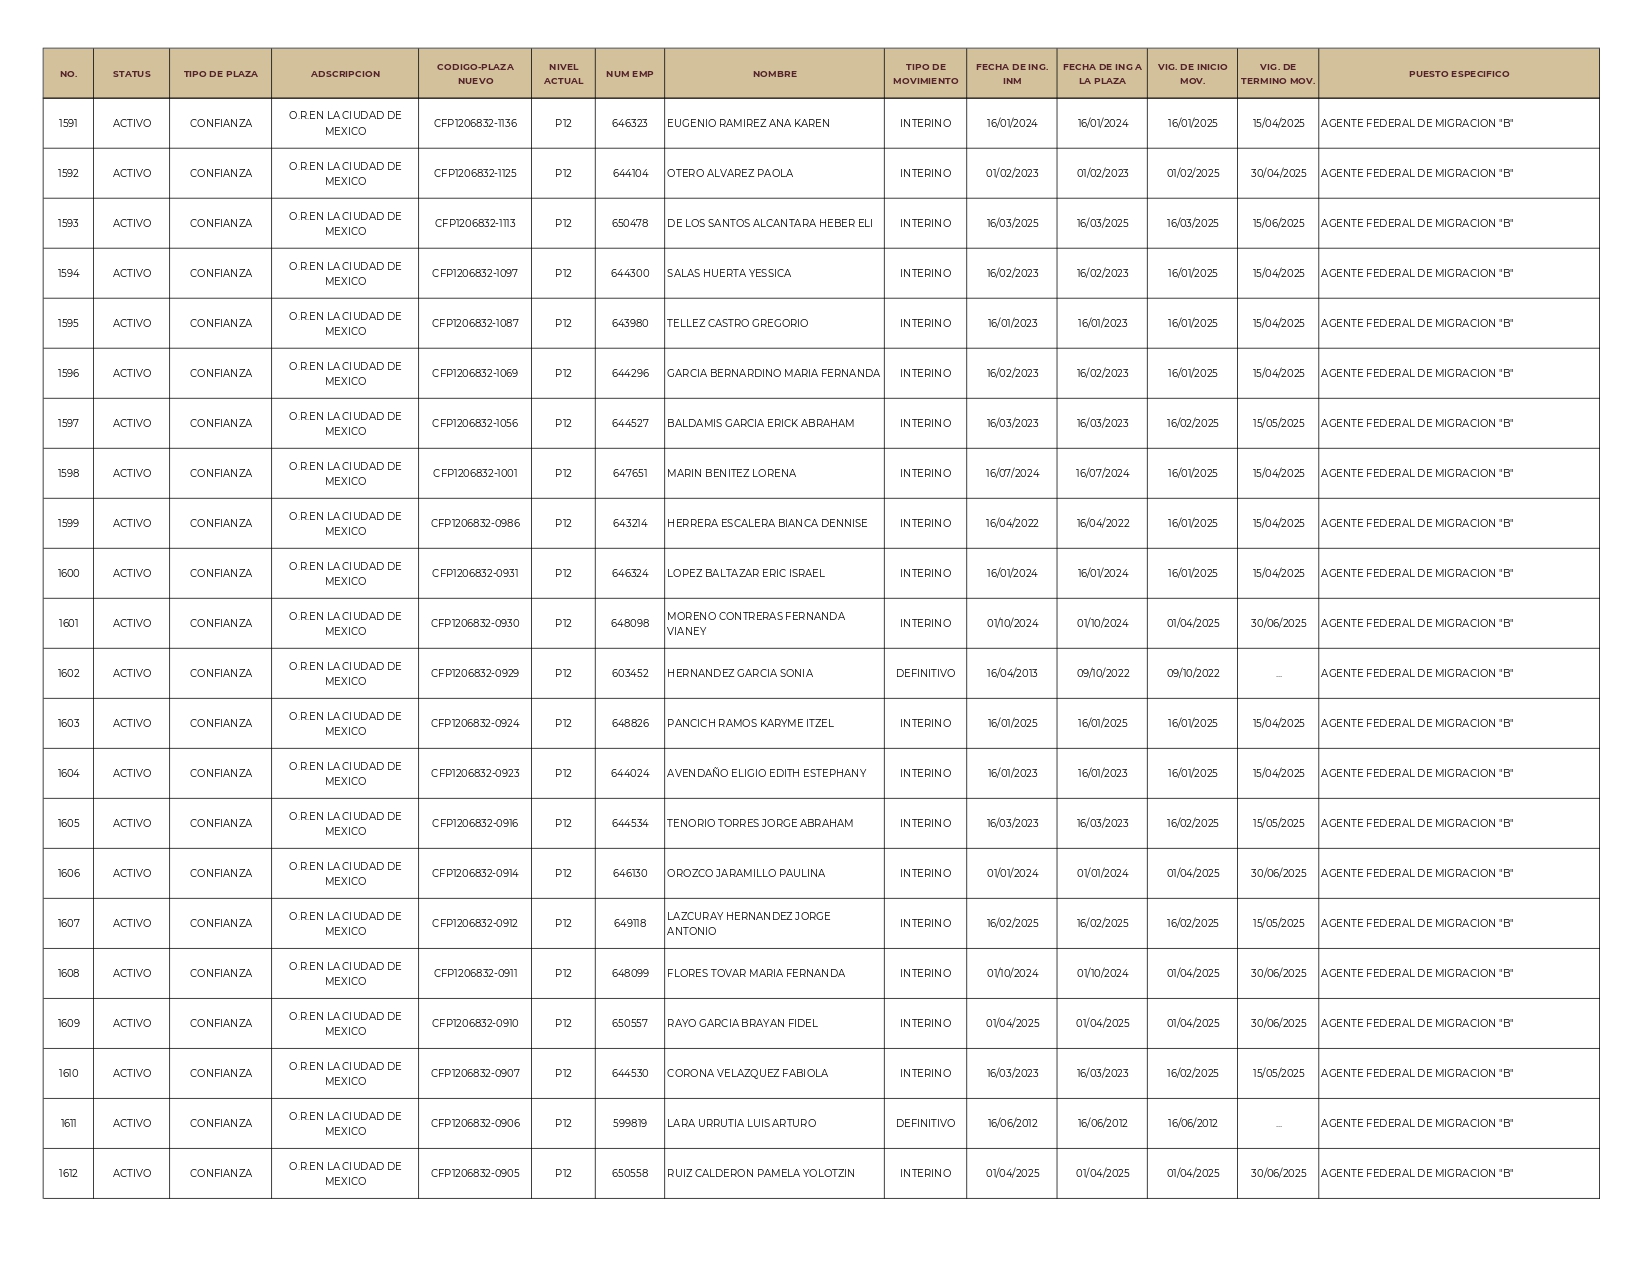 NO. STATUS TIPO DE PLAZA ADSCRIPCION CODIGO-PLAZA NUEVO NIVEL ACTUAL NUM EMP NOMBRE TIPO DE MOVIMIENTO FECHA DE ING. INM FECHA DE ING A LA PLAZA VIG. DE INICIO MOV. VIG. DE TERMINO MOV. PUESTO ESPECIFICO
1591 ACTIVO CONFIANZA O.R.EN LA CIUDAD DE MEXICO CFP1206832-1136 P12 646323 EUGENIO RAMIREZ ANA KAREN INTERINO 16/01/2024 16/01/2024 16/01/2025 15/04/2025 AGENTE FEDERAL DE MIGRACION "B"
1592 ACTIVO CONFIANZA O.R.EN LA CIUDAD DE MEXICO CFP1206832-1125 P12 644104 OTERO ALVAREZ PAOLA INTERINO 01/02/2023 01/02/2023 01/02/2025 30/04/2025 AGENTE FEDERAL DE MIGRACION "B"
1593 ACTIVO CONFIANZA O.R.EN LA CIUDAD DE MEXICO CFP1206832-1113 P12 650478 DE LOS SANTOS ALCANTARA HEBER ELI INTERINO 16/03/2025 16/03/2025 16/03/2025 15/06/2025 AGENTE FEDERAL DE MIGRACION "B"
1594 ACTIVO CONFIANZA O.R.EN LA CIUDAD DE MEXICO CFP1206832-1097 P12 644300 SALAS HUERTA YESSICA INTERINO 16/02/2023 16/02/2023 16/01/2025 15/04/2025 AGENTE FEDERAL DE MIGRACION "B"
1595 ACTIVO CONFIANZA O.R.EN LA CIUDAD DE MEXICO CFP1206832-1087 P12 643980 TELLEZ CASTRO GREGORIO INTERINO 16/01/2023 16/01/2023 16/01/2025 15/04/2025 AGENTE FEDERAL DE MIGRACION "B"
1596 ACTIVO CONFIANZA O.R.EN LA CIUDAD DE MEXICO CFP1206832-1069 P12 644296 GARCIA BERNARDINO MARIA FERNANDA INTERINO 16/02/2023 16/02/2023 16/01/2025 15/04/2025 AGENTE FEDERAL DE MIGRACION "B"
1597 ACTIVO CONFIANZA O.R.EN LA CIUDAD DE MEXICO CFP1206832-1056 P12 644527 BALDAMIS GARCIA ERICK ABRAHAM INTERINO 16/03/2023 16/03/2023 16/02/2025 15/05/2025 AGENTE FEDERAL DE MIGRACION "B"
1598 ACTIVO CONFIANZA O.R.EN LA CIUDAD DE MEXICO CFP1206832-1001 P12 647651 MARIN BENITEZ LORENA INTERINO 16/07/2024 16/07/2024 16/01/2025 15/04/2025 AGENTE FEDERAL DE MIGRACION "B"
1599 ACTIVO CONFIANZA O.R.EN LA CIUDAD DE MEXICO CFP1206832-0986 P12 643214 HERRERA ESCALERA BIANCA DENNISE INTERINO 16/04/2022 16/04/2022 16/01/2025 15/04/2025 AGENTE FEDERAL DE MIGRACION "B"
1600 ACTIVO CONFIANZA O.R.EN LA CIUDAD DE MEXICO CFP1206832-0931 P12 646324 LOPEZ BALTAZAR ERIC ISRAEL INTERINO 16/01/2024 16/01/2024 16/01/2025 15/04/2025 AGENTE FEDERAL DE MIGRACION "B"
1601 ACTIVO CONFIANZA O.R.EN LA CIUDAD DE MEXICO CFP1206832-0930 P12 648098 MORENO CONTRERAS FERNANDA VIANEY INTERINO 01/10/2024 01/10/2024 01/04/2025 30/06/2025 AGENTE FEDERAL DE MIGRACION "B"
1602 ACTIVO CONFIANZA O.R.EN LA CIUDAD DE MEXICO CFP1206832-0929 P12 603452 HERNANDEZ GARCIA SONIA DEFINITIVO 16/04/2013 09/10/2022 09/10/2022 ... AGENTE FEDERAL DE MIGRACION "B"
1603 ACTIVO CONFIANZA O.R.EN LA CIUDAD DE MEXICO CFP1206832-0924 P12 648826 PANCICH RAMOS KARYME ITZEL INTERINO 16/01/2025 16/01/2025 16/01/2025 15/04/2025 AGENTE FEDERAL DE MIGRACION "B"
1604 ACTIVO CONFIANZA O.R.EN LA CIUDAD DE MEXICO CFP1206832-0923 P12 644024 AVENDAÑO ELIGIO EDITH ESTEPHANY INTERINO 16/01/2023 16/01/2023 16/01/2025 15/04/2025 AGENTE FEDERAL DE MIGRACION "B"
1605 ACTIVO CONFIANZA O.R.EN LA CIUDAD DE MEXICO CFP1206832-0916 P12 644534 TENORIO TORRES JORGE ABRAHAM INTERINO 16/03/2023 16/03/2023 16/02/2025 15/05/2025 AGENTE FEDERAL DE MIGRACION "B"
1606 ACTIVO CONFIANZA O.R.EN LA CIUDAD DE MEXICO CFP1206832-0914 P12 646130 OROZCO JARAMILLO PAULINA INTERINO 01/01/2024 01/01/2024 01/04/2025 30/06/2025 AGENTE FEDERAL DE MIGRACION "B"
1607 ACTIVO CONFIANZA O.R.EN LA CIUDAD DE MEXICO CFP1206832-0912 P12 649118 LAZCURAY HERNANDEZ JORGE ANTONIO INTERINO 16/02/2025 16/02/2025 16/02/2025 15/05/2025 AGENTE FEDERAL DE MIGRACION "B"
1608 ACTIVO CONFIANZA O.R.EN LA CIUDAD DE MEXICO CFP1206832-0911 P12 648099 FLORES TOVAR MARIA FERNANDA INTERINO 01/10/2024 01/10/2024 01/04/2025 30/06/2025 AGENTE FEDERAL DE MIGRACION "B"
1609 ACTIVO CONFIANZA O.R.EN LA CIUDAD DE MEXICO CFP1206832-0910 P12 650557 RAYO GARCIA BRAYAN FIDEL INTERINO 01/04/2025 01/04/2025 01/04/2025 30/06/2025 AGENTE FEDERAL DE MIGRACION "B"
1610 ACTIVO CONFIANZA O.R.EN LA CIUDAD DE MEXICO CFP1206832-0907 P12 644530 CORONA VELAZQUEZ FABIOLA INTERINO 16/03/2023 16/03/2023 16/02/2025 15/05/2025 AGENTE FEDERAL DE MIGRACION "B"
1611 ACTIVO CONFIANZA O.R.EN LA CIUDAD DE MEXICO CFP1206832-0906 P12 599819 LARA URRUTIA LUIS ARTURO DEFINITIVO 16/06/2012 16/06/2012 16/06/2012 ... AGENTE FEDERAL DE MIGRACION "B"
1612 ACTIVO CONFIANZA O.R.EN LA CIUDAD DE MEXICO CFP1206832-0905 P12 650558 RUIZ CALDERON PAMELA YOLOTZIN INTERINO 01/04/2025 01/04/2025 01/04/2025 30/06/2025 AGENTE FEDERAL DE MIGRACION "B"